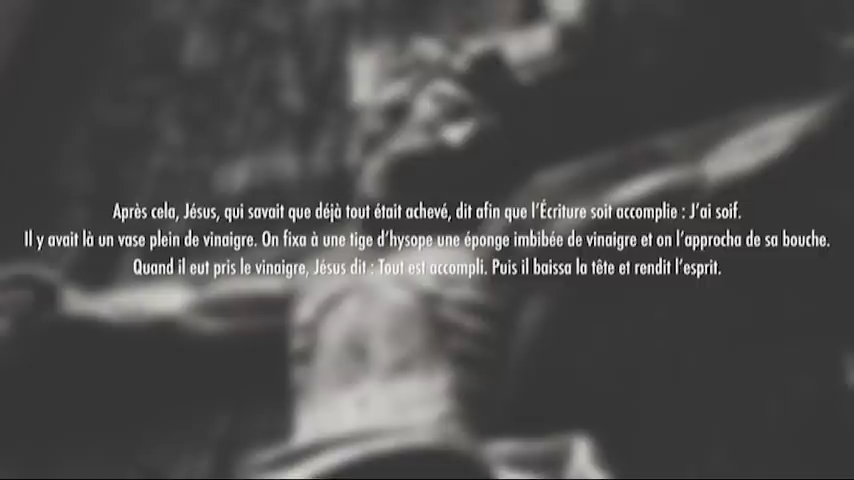 Après cela, Jésus, qui savait que déjà tout était achevé, dit afin que l'Écriture soit accomplie : J'ai soif.
Il y avait là un vase plein de vinaigre. On fixa à une tige d'hysope une éponge imbibée de vinaigre et on l'approcha de sa bouche.
Quand il eut pris le vinaigre, Jésus dit : Tout est accompli. Puis il baissa la tête et rendit l'esprit.